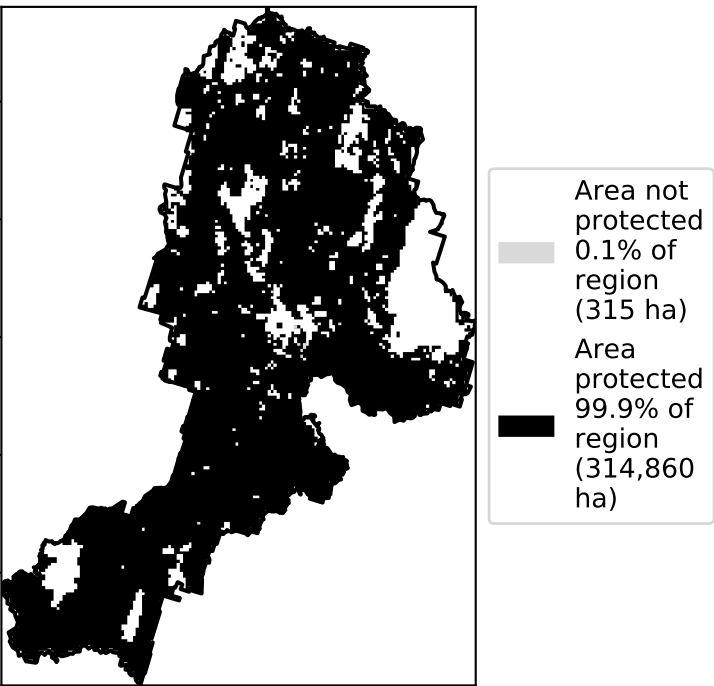 Area not
protected
0.1% of
region
(315 ha)
Area
protected
99.9% of
region
(314,860
ha)